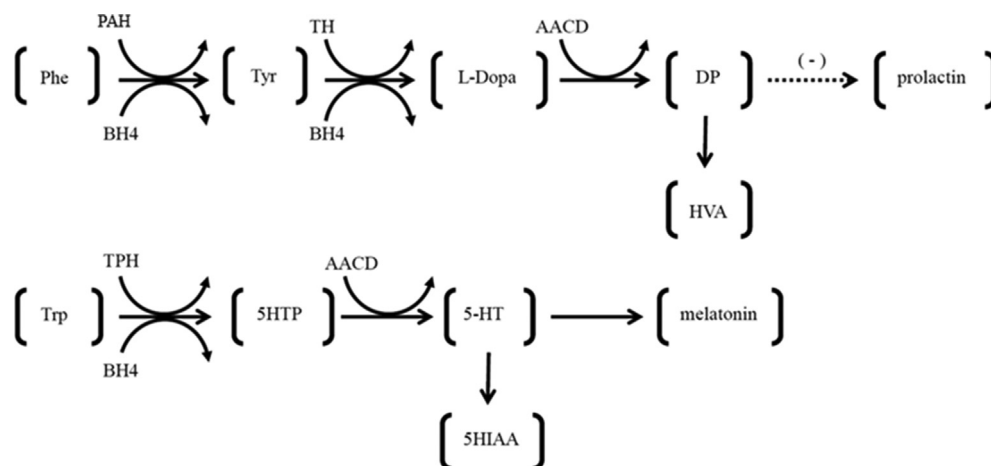 PAH TH AACD
[ Phe ] [ Tyr ] [ L-Dopa ] [ DP ] (-) [ prolactin ]
BH4 BH4
[ HVA ]
TPH AACD
[ Trp ] [ 5HTP ] [ 5-HT ] [ melatonin ]
BH4
[ 5HIAA ]